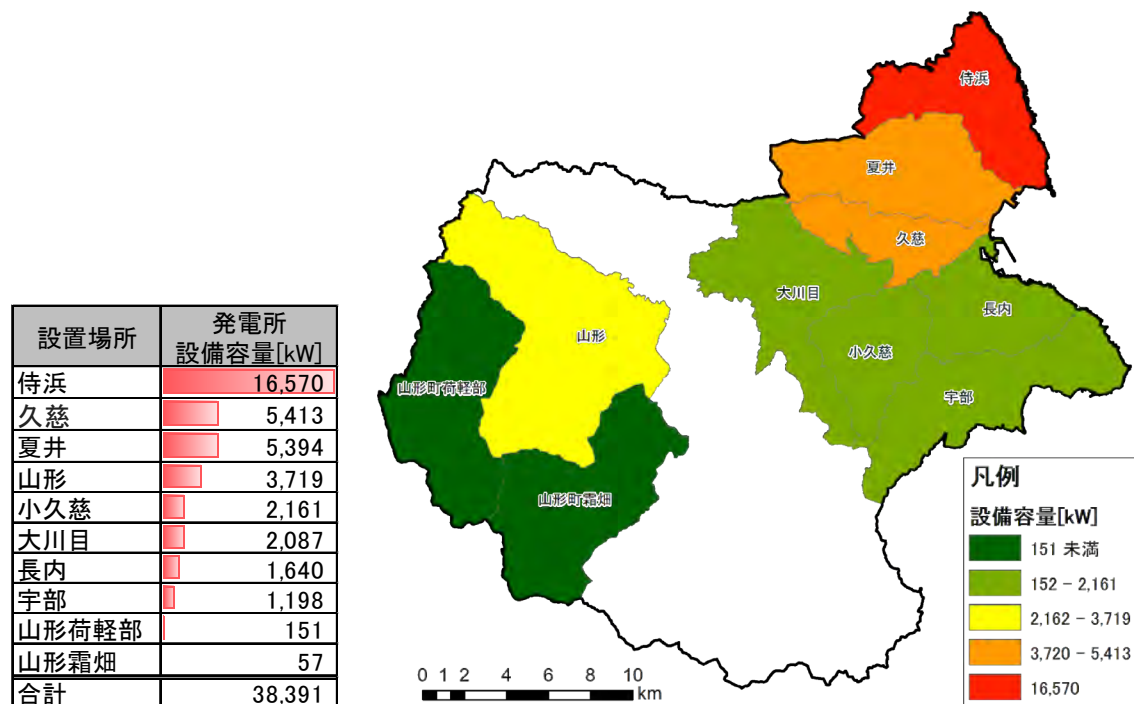 設置場所 発電所
設備容量[kW]
侍浜 16,570
久慈 5,413
夏井 5,394
山形 3,719
小久慈 2,161
大川目 2,087
長内 1,640
宇部 1,198
山形荷軽部 151
山形霜畑 57
合計 38,391
侍浜
夏井
久慈
大川目
長内
山形
小久慈
山形町荷軽部
宇部
山形町霜畑
凡例
設備容量[kW]
151 未満
152 - 2,161
2,162 - 3,719
3,720 - 5,413
16,570
0 1 2 4 6 8 10
km